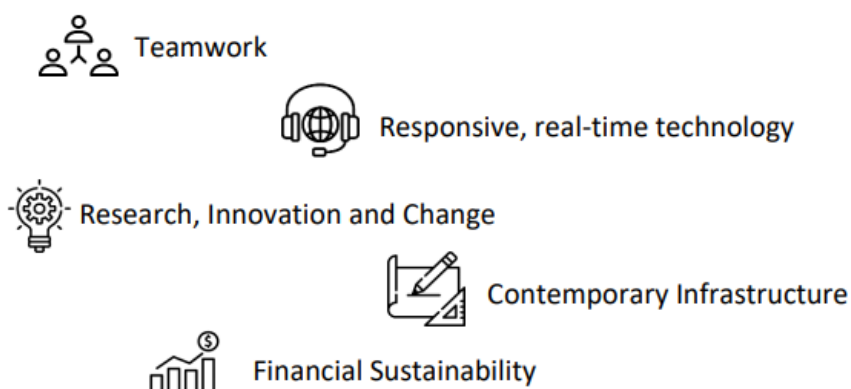 Teamwork
Responsive, real-time technology
Research, Innovation and Change
Contemporary Infrastructure
$
Financial Sustainability